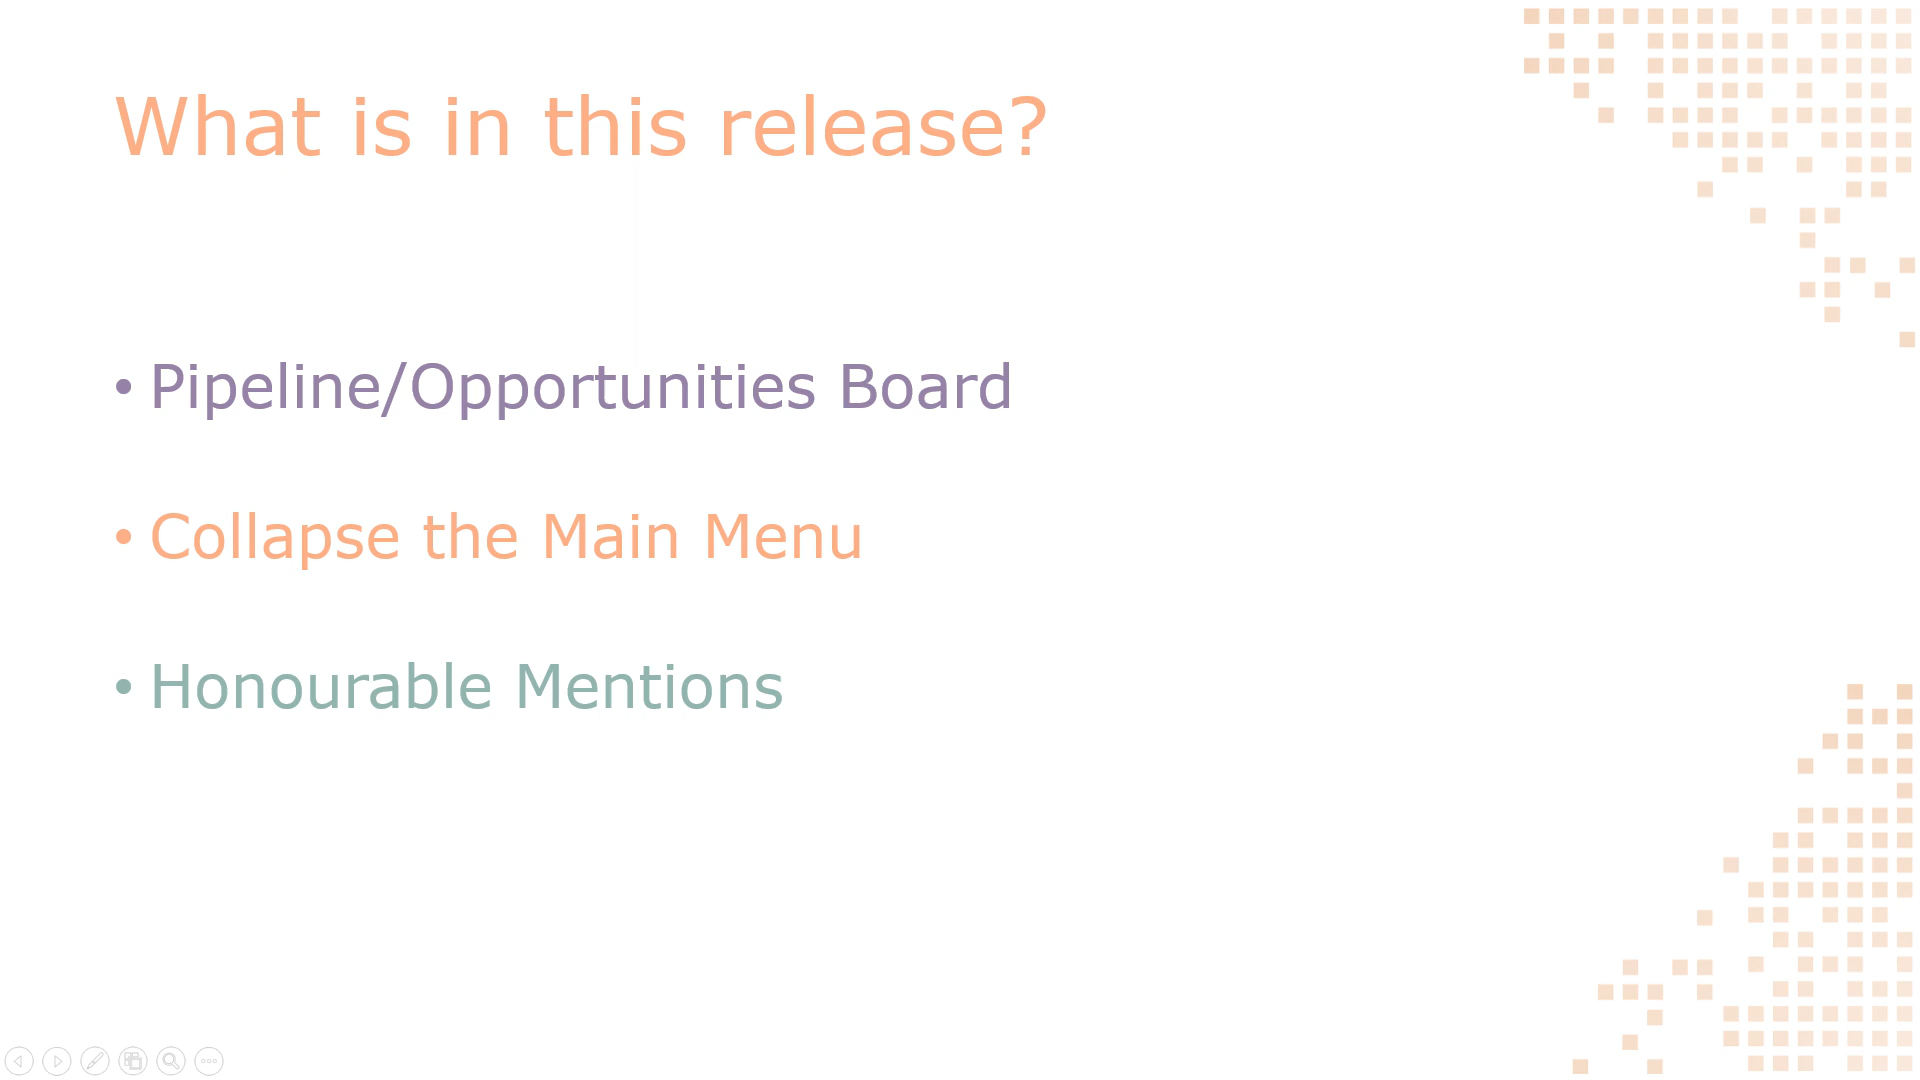 What is in this release?
• Pipeline/Opportunities Board
• Collapse the Main Menu
• Honourable Mentions